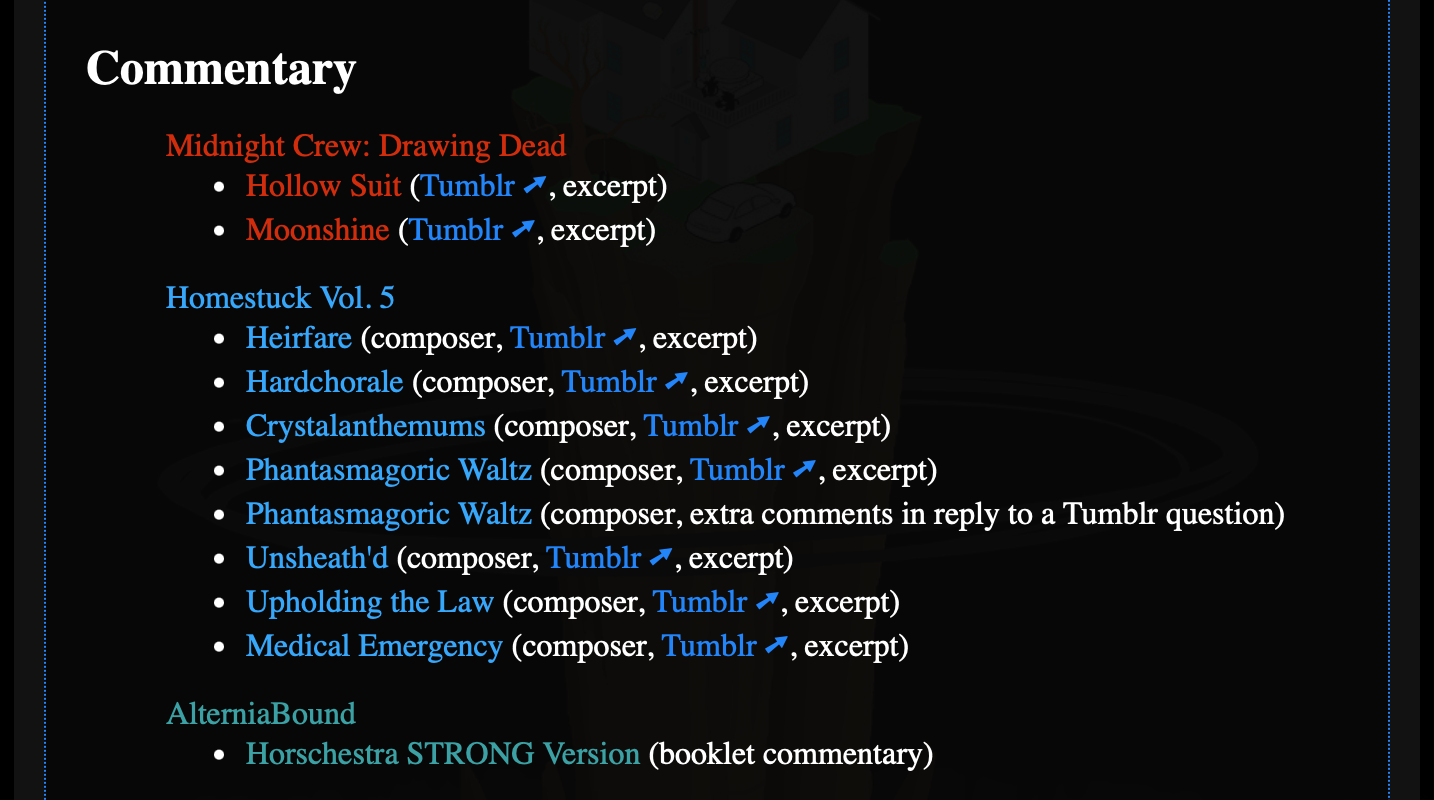 Commentary
Midnight Crew: Drawing Dead
• Hollow Suit (Tumblr ➚, excerpt)
• Moonshine (Tumblr ➚, excerpt)
Homestuck Vol. 5
• Heirfare (composer, Tumblr ➚, excerpt)
• Hardchorale (composer, Tumblr ➚, excerpt)
• Crystalanthemums (composer, Tumblr ➚, excerpt)
• Phantasmagoric Waltz (composer, Tumblr ➚, excerpt)
• Phantasmagoric Waltz (composer, extra comments in reply to a Tumblr question)
• Unsheath'd (composer, Tumblr ➚, excerpt)
• Upholding the Law (composer, Tumblr ➚, excerpt)
• Medical Emergency (composer, Tumblr ➚, excerpt)
AlterniaBound
• Horschestra STRONG Version (booklet commentary)